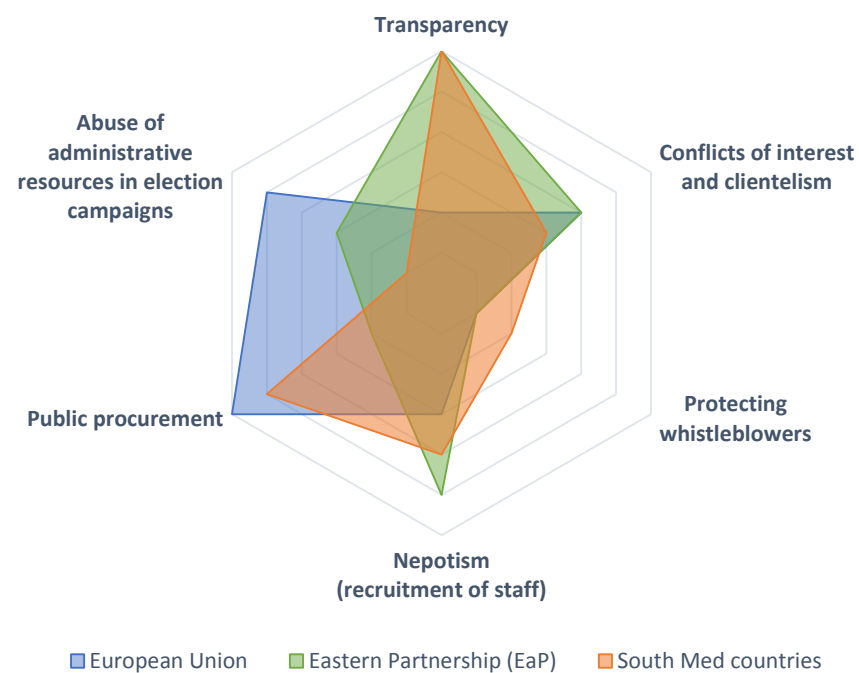 Transparency
Abuse of
administrative
resources in election
campaigns
Conflicts of interest
and clientelism
Public procurement
Protecting
whistleblowers
Nepotism
(recruitment of staff)
European Union
Eastern Partnership (EaP)
South Med countries